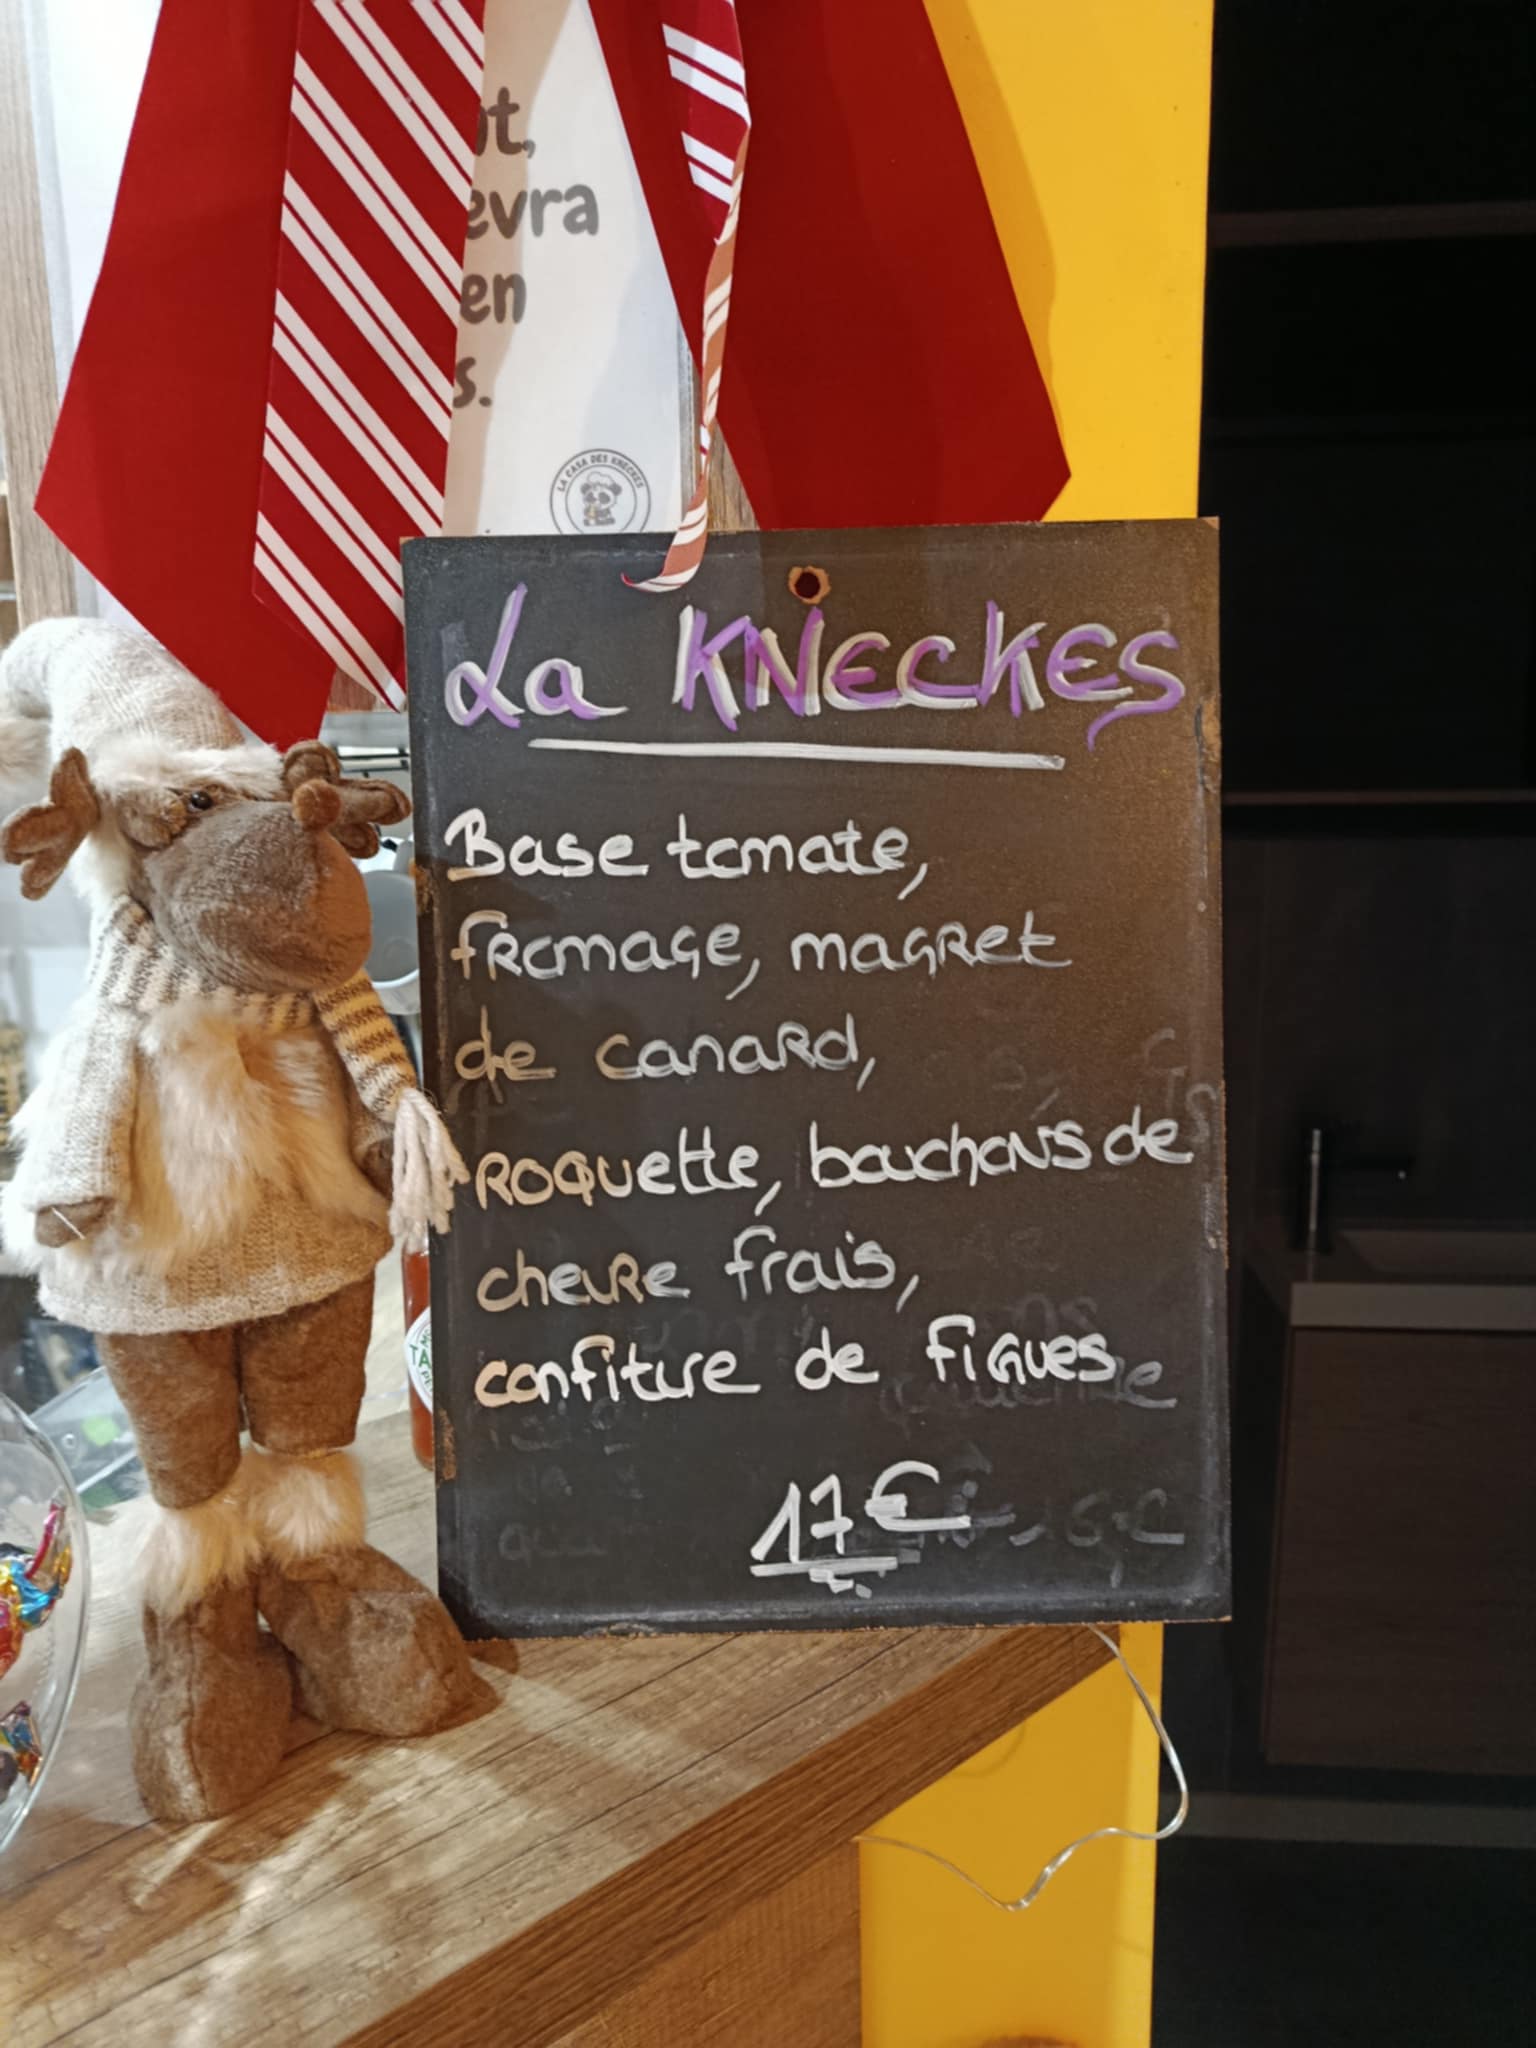 evra
en
s.
LA CASA DES KNECKES
La KNECKES
Base tomate,
fromage, magret
de canard,
roquette, bouchons de
chevre frais,
confiture de figues
17€